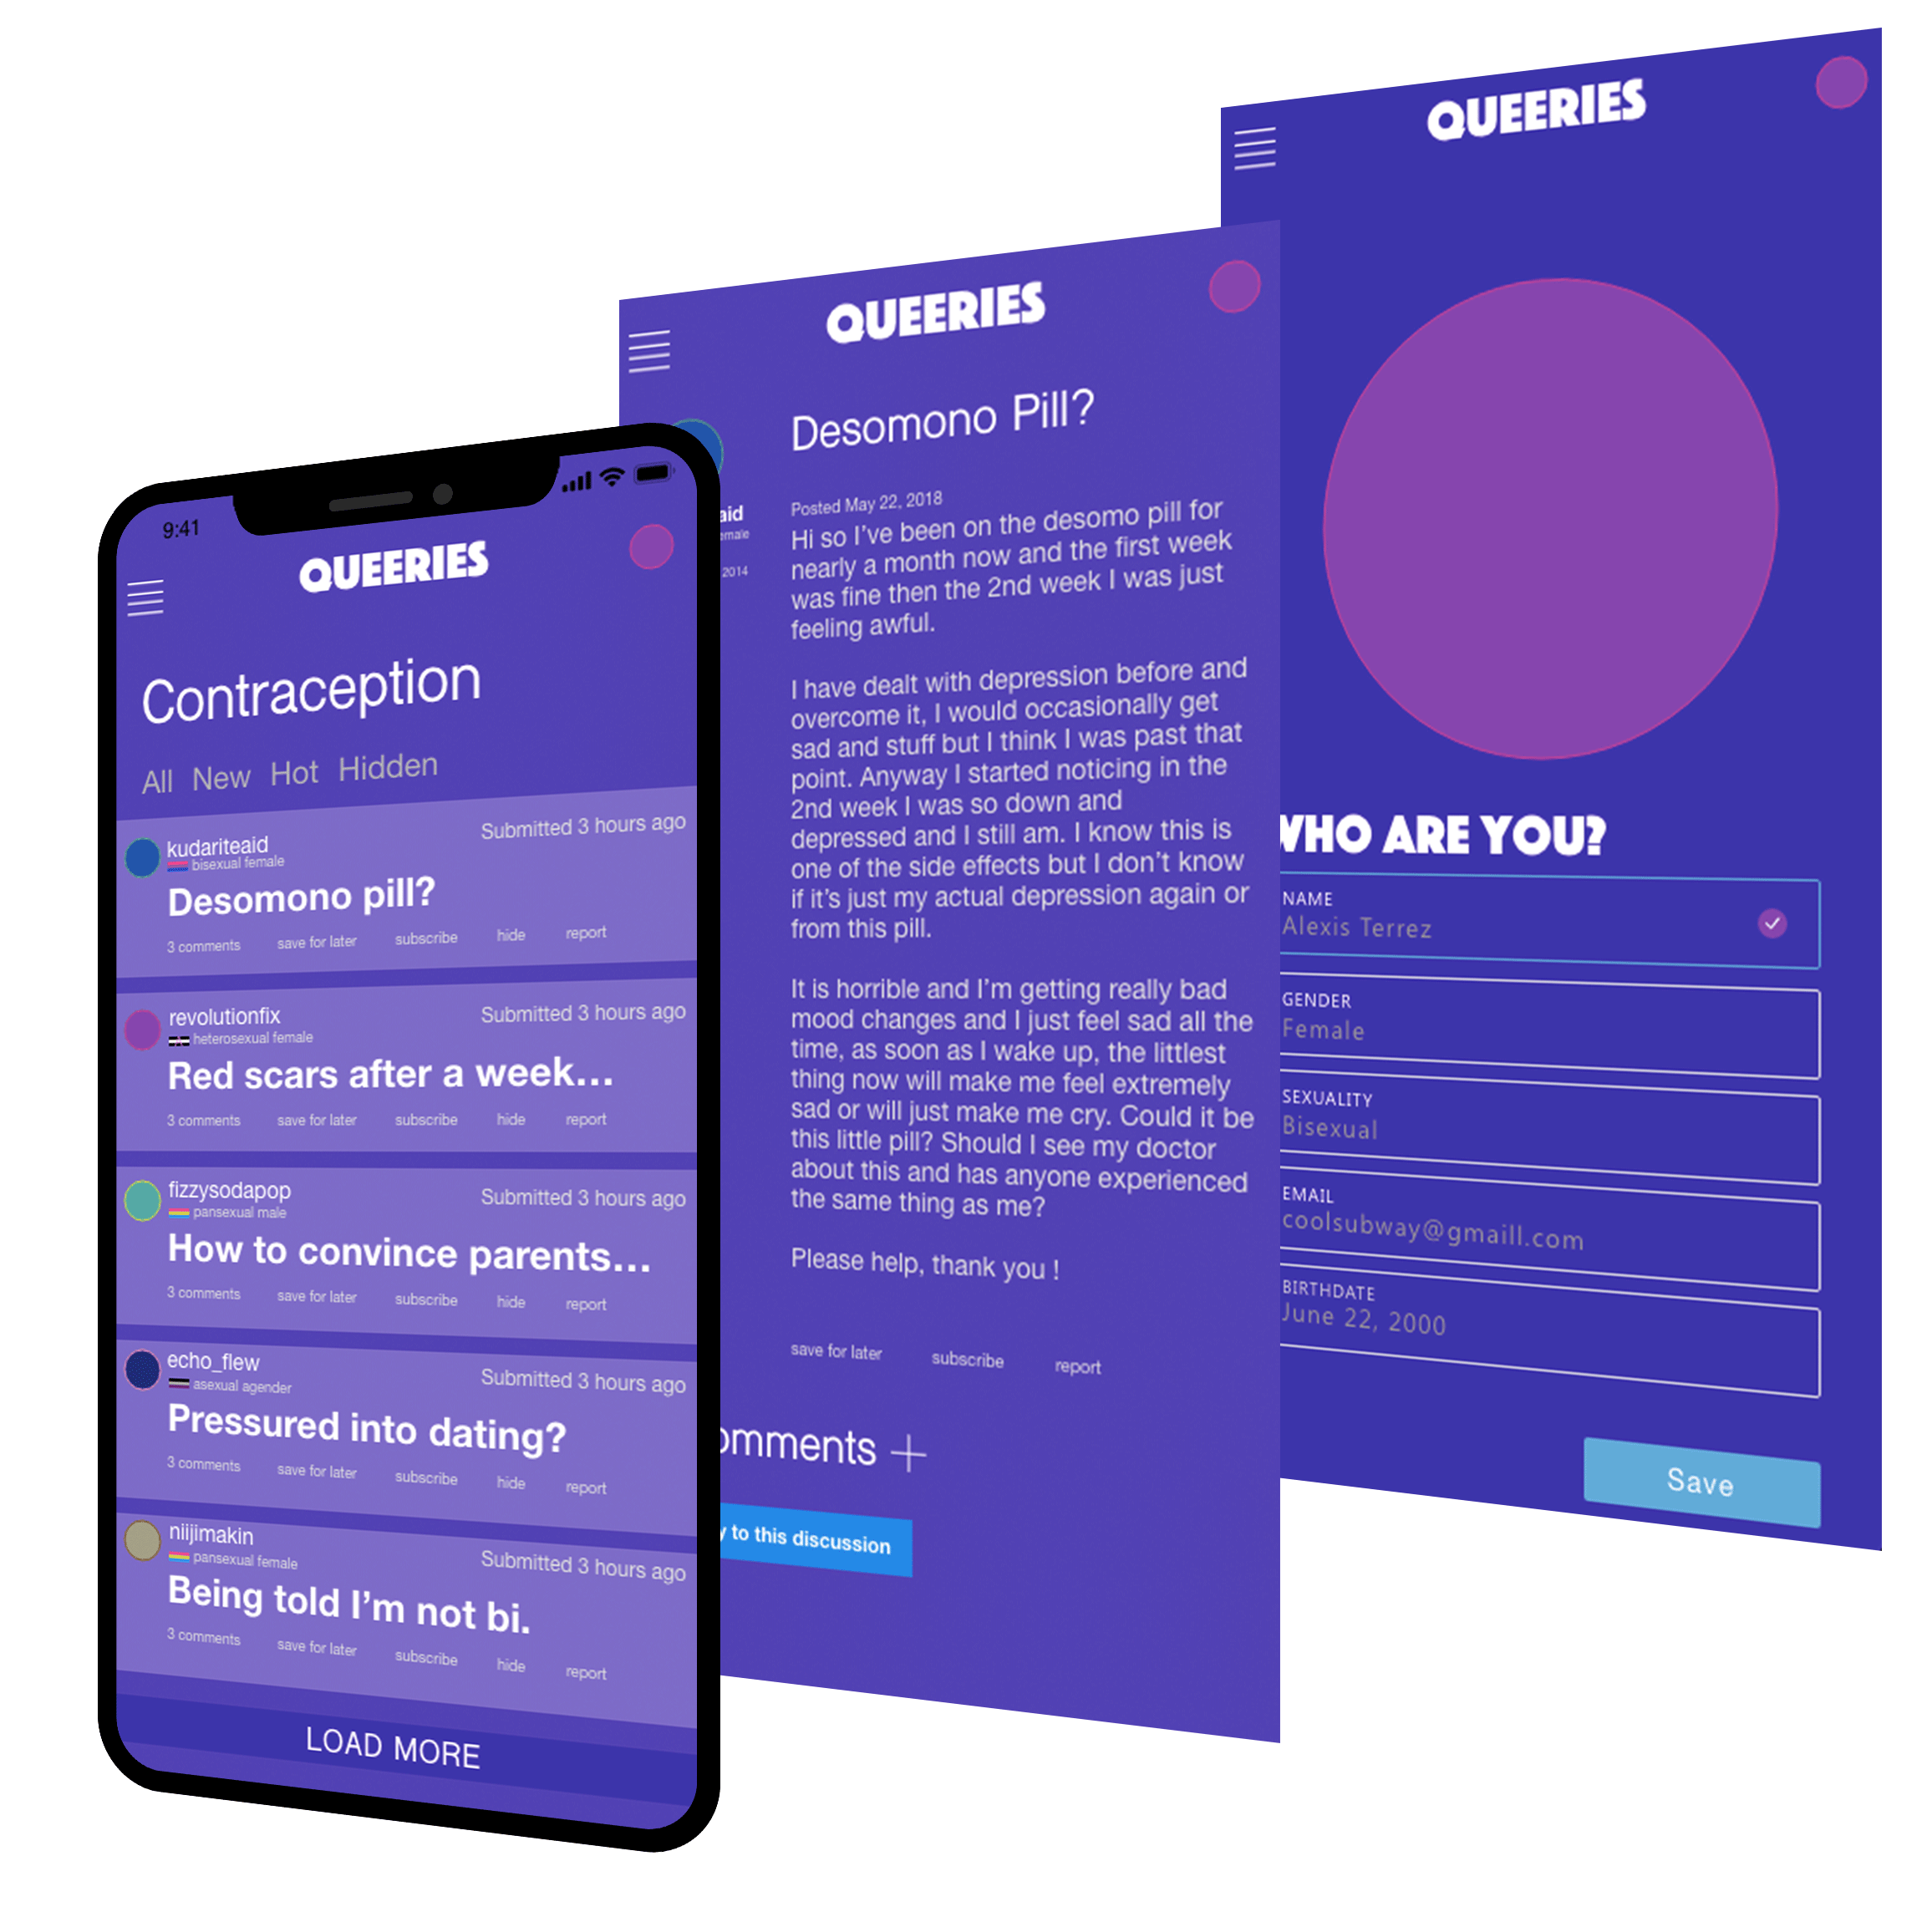 9:41
QUEERIES
Contraception
All New Hot Hidden
kudariteaid
bisexual female
Submitted 3 hours ago
Desomono pill?
3 comments save for later subscribe hide report
revolutionfix
heterosexual female
Submitted 3 hours ago
Red scars after a week...
3 comments save for later subscribe hide report
fizzysodapop
pansexual male
Submitted 3 hours ago
How to convince parents...
3 comments save for later subscribe hide report
echo_flew
asexual agender
Submitted 3 hours ago
Pressured into dating?
3 comments save for later subscribe hide report
niijimakin
pansexual female
Submitted 3 hours ago
Being told I'm not bi.
3 comments save for later subscribe hide report
LOAD MORE
QUEERIES
Desomono Pill?
aid
emale
2014
Posted May 22, 2018
Hi so I've been on the desomo pill for
nearly a month now and the first week
was fine then the 2nd week I was just
feeling awful.
I have dealt with depression before and
overcome it, I would occasionally get
sad and stuff but I think I was past that
point. Anyway I started noticing in the
2nd week I was so down and
depressed and I still am. I know this is
one of the side effects but I don't know
if it's just my actual depression again or
from this pill.
It is horrible and I'm getting really bad
mood changes and I just feel sad all the
time, as soon as I wake up, the littlest
thing now will make me feel extremely
sad or will just make me cry. Could it be
this little pill? Should I see my doctor
about this and has anyone experienced
the same thing as me?
Please help, thank you !
save for later subscribe report
omments +
y to this discussion
QUEERIES
WHO ARE YOU?
NAME
Alexis Terrez
GENDER
Female
SEXUALITY
Bisexual
EMAIL
coolsubway@gmaill.com
BIRTHDATE
June 22, 2000
Save